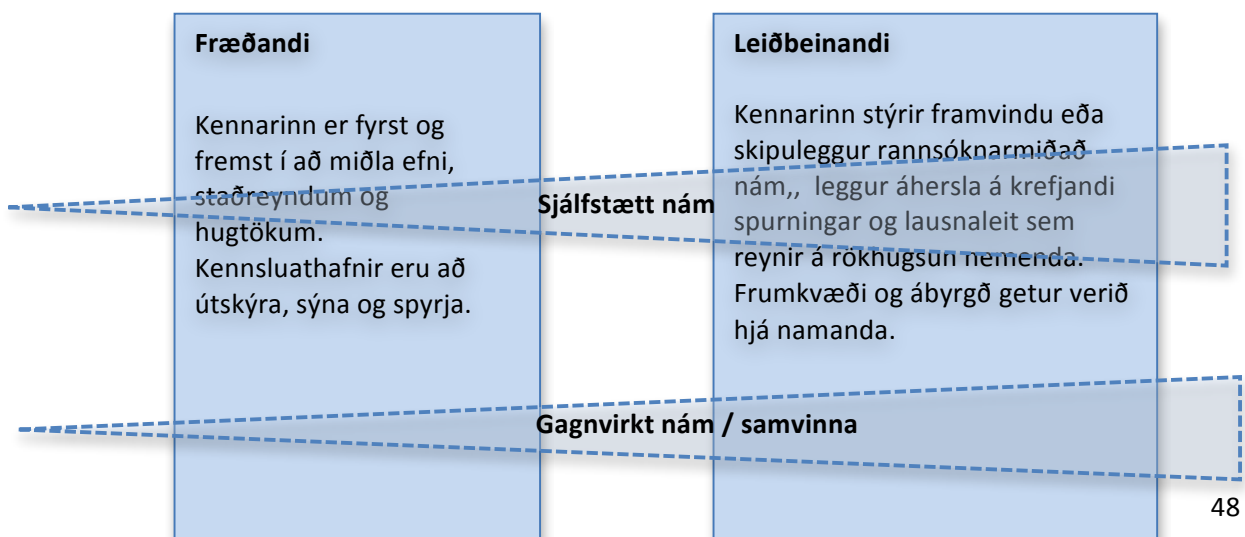 Fræðandi
Kennarinn er fyrst og
fremst í að miðla efni,
staðreyndum og
hugtökum.
Kennsluathafnir eru að
útskýra, sýna og spyrja.
Leiðbeinandi
Kennarinn stýrir framvindu eða
skipuleggur rannsóknarmiðað
nám,, leggur áhersla á krefjandi
spurningar og lausnaleit sem
reynir á rökhugsun nemenda.
Frumkvæði og ábyrgð getur verið
hjá namanda.
Sjálfstætt nám
Gagnvirkt nám / samvinna
48